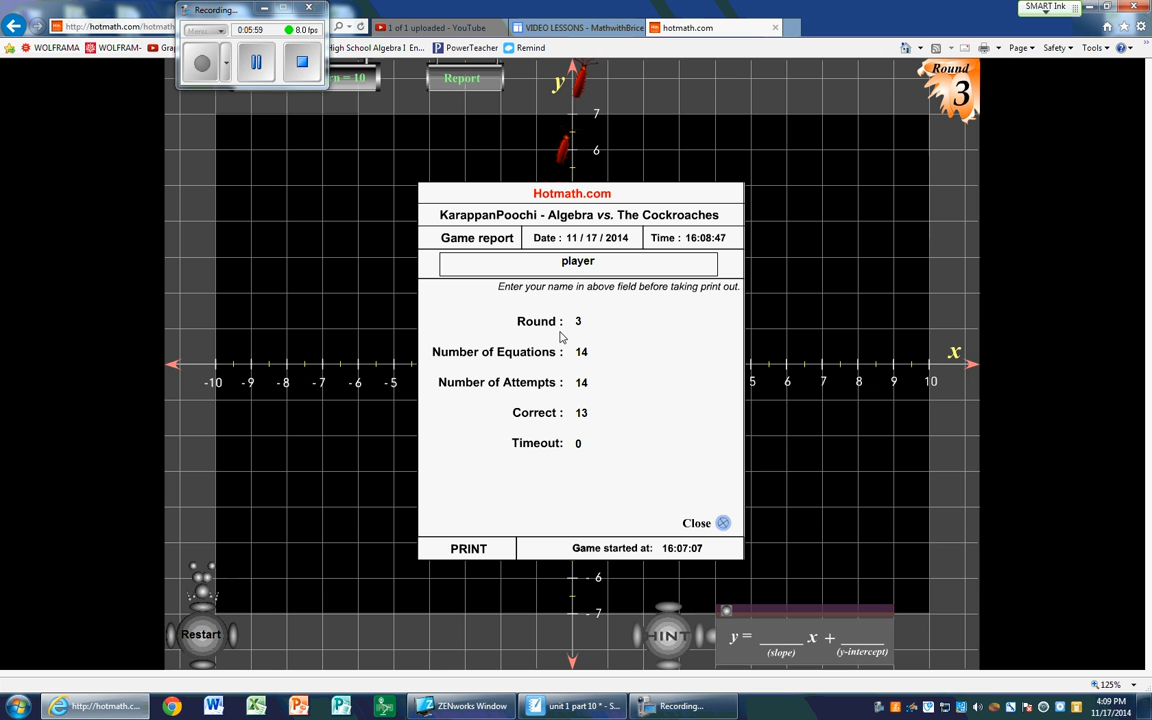 Recording...
SMART Ink
http://hotmath.com/hotmath
1 of 1 uploaded - YouTube
VIDEO LESSONS - MathwithBrice
hotmath.com
Menu
0:05:59
8.0 fps
WOLFRAMA
WOLFRAM-
High School Algebra I En...
PowerTeacher
Remind
Page
Safety
Tools
rn = 10
Report
Round
3
y
7
6
Hotmath.com
KarappanPoochi - Algebra vs. The Cockroaches
Game report
Date : 11 / 17 / 2014
Time : 16:08:47
player
Enter your name in above field before taking print out.
Round : 3
Number of Equations : 14
Number of Attempts : 14
Correct : 13
Timeout: 0
x
-10 -9 -8 -7 -6 -5
5 6 7 8 9 10
Close
PRINT
Game started at: 16:07:07
- 6
- 7
Restart
HINT
y = ____ x + ____
(slope)
(y-intercept)
125%
http://hotmath.c...
ZENworks Window
unit 1 part 10 * - S...
Recording...
4:09 PM
11/17/2014